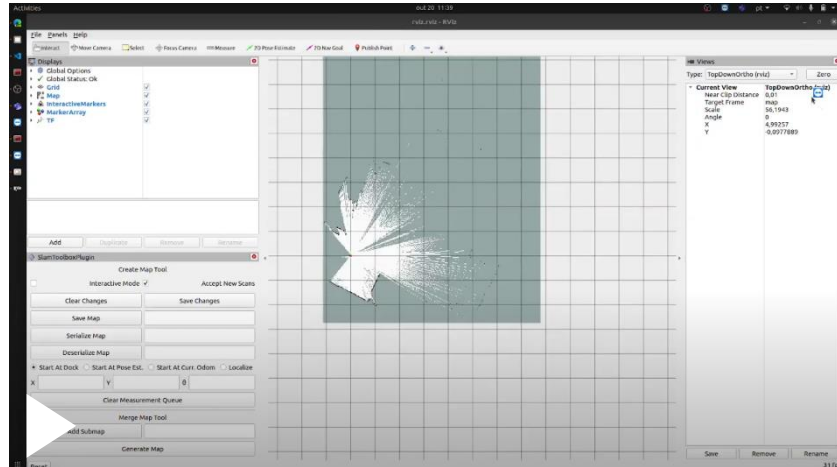 Activities
out 20 11:39
pt
rviz.rviz - RViz
File Panels Help
Interact Move Camera Select Focus Camera Measure 2D Pose Estimate 2D Nav Goal Publish Point
Displays
Global Options
Global Status: Ok
Grid
Map
InteractiveMarkers
MarkerArray
TF
Add Duplicate Remove Rename
SlamToolboxPlugin
Create Map Tool
Interactive Mode Accept New Scans
Clear Changes Save Changes
Save Map
Serialize Map
Deserialize Map
Start At Dock Start At Pose Est. Start At Curr. Odom Localize
X Y θ
Clear Measurement Queue
Merge Map Tool
Add Submap
Generate Map
Reset
Views
Type: TopDownOrtho (rviz) Zero
Current View TopDownOrtho (rviz)
Near Clip Distance 0,01
Target Frame map
Scale 56,1943
Angle 0
X 4,99257
Y -0,0977889
Save Remove Rename